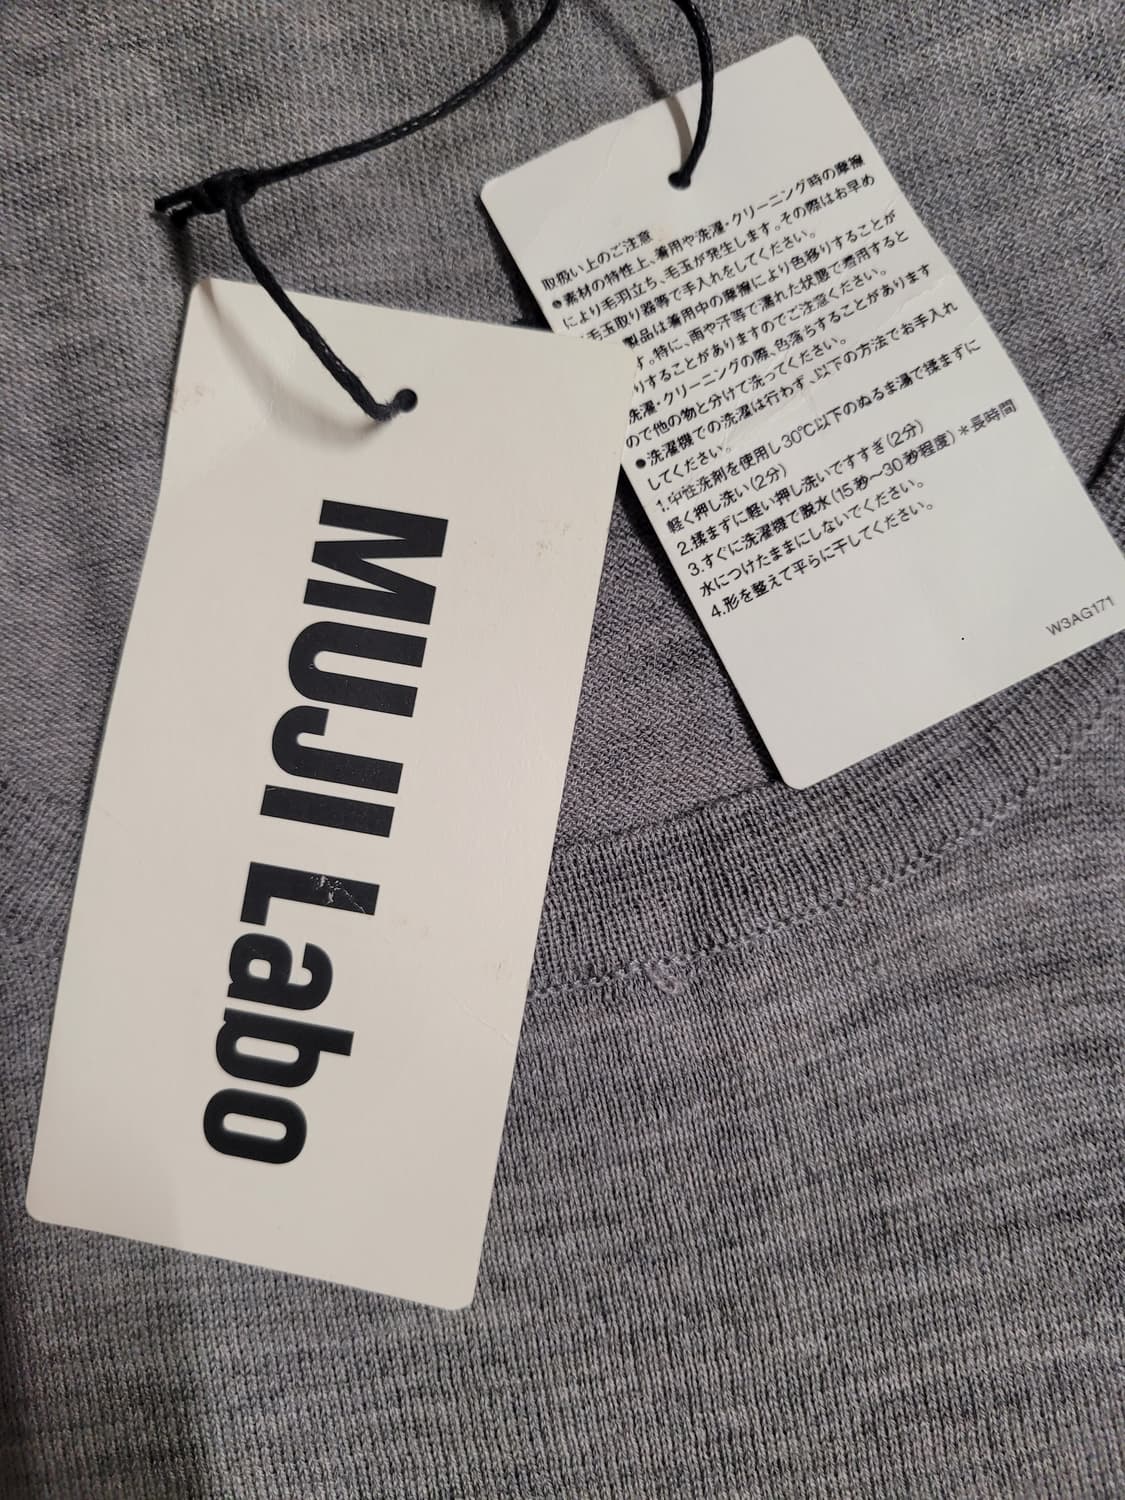 MUJI Labo
取扱い上のご注意
●素材の特性上、着用や洗濯・クリーニング時の摩擦
により毛羽立ち、毛玉が発生します。その際はお早め
毛玉取り器等で手入れをしてください。
製品は着用中の摩擦により色移りすることが
す。特に、雨や汗等で濡れた状態で着用すると
りすることがありますのでご注意ください。
洗濯・クリーニングの際、色落ちすることがあります
ので他の物と分けて洗ってください。
●洗濯機での洗濯は行わず、以下の方法でお手入れ
してください。
1.中性洗剤を使用し30℃以下のぬるま湯で揉まずに
軽く押し洗い(2分)
2.揉まずに軽い押し洗いですすぎ(2分)
3.すぐに洗濯機で脱水(15秒〜30秒程度)＊長時間
水につけたままにしないでください。
4.形を整えて平らに干してください。
W3AG171